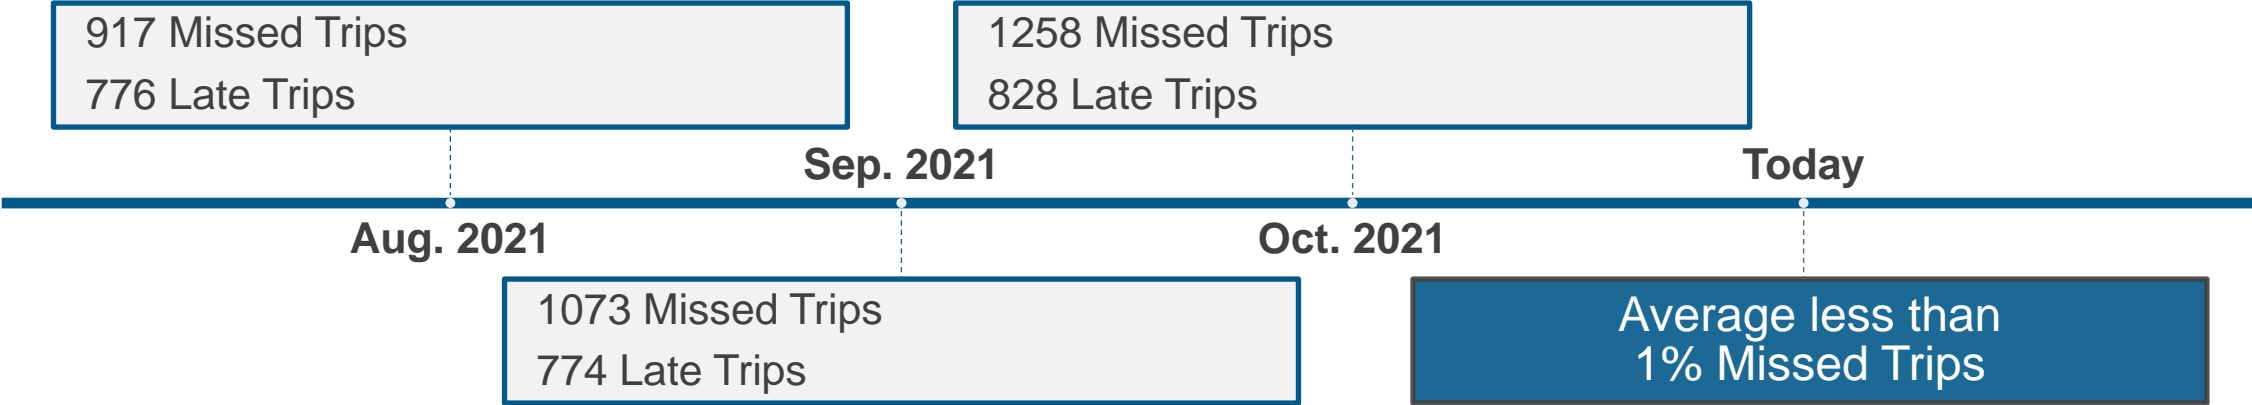 917 Missed Trips
776 Late Trips
1258 Missed Trips
828 Late Trips
Sep. 2021
Today
Aug. 2021
Oct. 2021
1073 Missed Trips
774 Late Trips
Average less than
1% Missed Trips